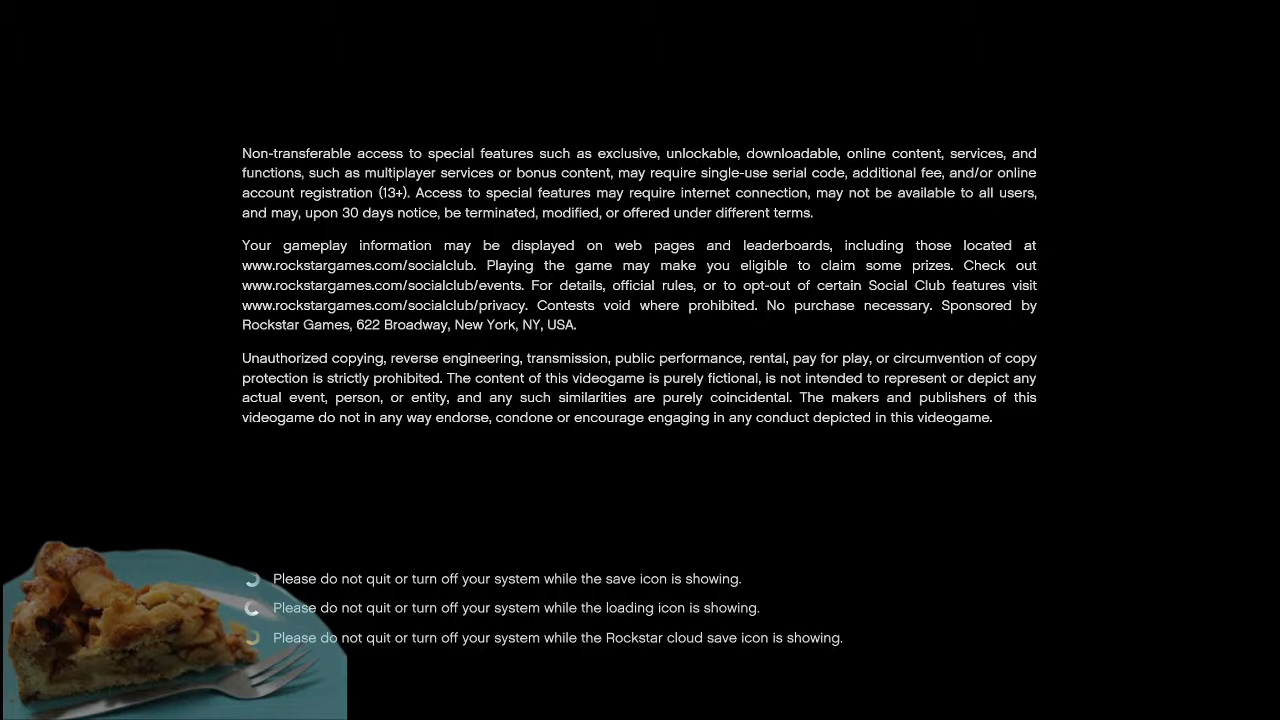 Non-transferable access to special features such as exclusive, unlockable, downloadable, online content, services, and
functions, such as multiplayer services or bonus content, may require single-use serial code, additional fee, and/or online
account registration (13+). Access to special features may require internet connection, may not be available to all users,
and may, upon 30 days notice, be terminated, modified, or offered under different terms.
Your gameplay information may be displayed on web pages and leaderboards, including those located at
www.rockstargames.com/socialclub. Playing the game may make you eligible to claim some prizes. Check out
www.rockstargames.com/socialclub/events. For details, official rules, or to opt-out of certain Social Club features visit
www.rockstargames.com/socialclub/privacy. Contests void where prohibited. No purchase necessary. Sponsored by
Rockstar Games, 622 Broadway, New York, NY, USA.
Unauthorized copying, reverse engineering, transmission, public performance, rental, pay for play, or circumvention of copy
protection is strictly prohibited. The content of this videogame is purely fictional, is not intended to represent or depict any
actual event, person, or entity, and any such similarities are purely coincidental. The makers and publishers of this
videogame do not in any way endorse, condone or encourage engaging in any conduct depicted in this videogame.
Please do not quit or turn off your system while the save icon is showing.
Please do not quit or turn off your system while the loading icon is showing.
Please do not quit or turn off your system while the Rockstar cloud save icon is showing.